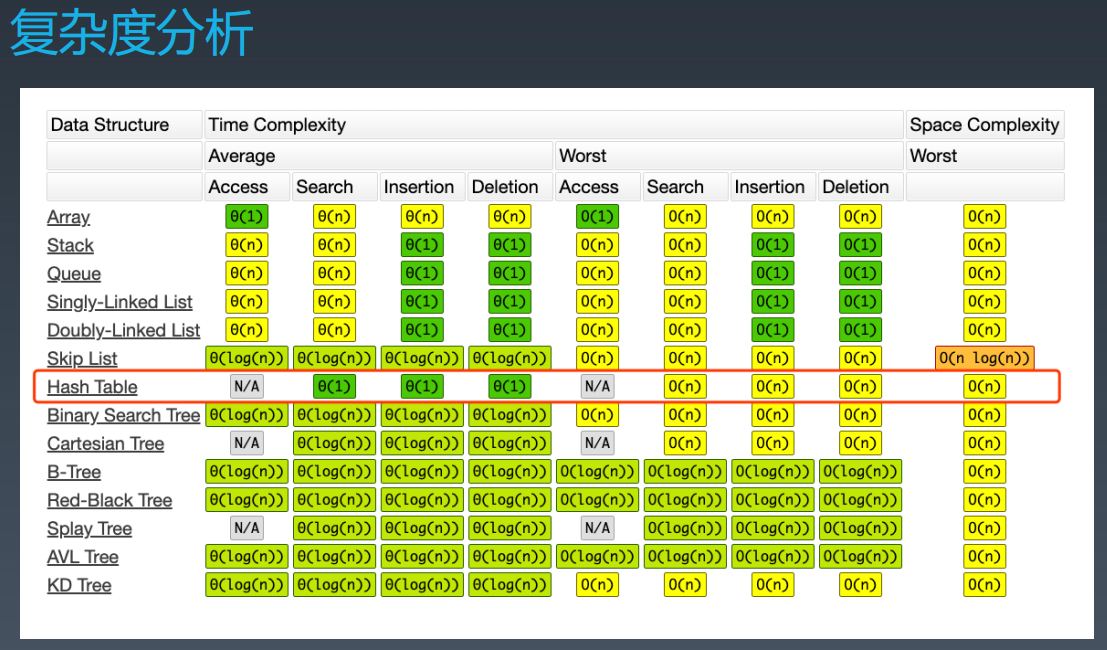 复杂度分析
Data Structure Time Complexity Space Complexity
Average Worst Worst
Access Search Insertion Deletion Access Search Insertion Deletion
Array Θ(1) Θ(n) Θ(n) Θ(n) O(1) O(n) O(n) O(n) O(n)
Stack Θ(n) Θ(n) Θ(1) Θ(1) O(n) O(n) O(1) O(1) O(n)
Queue Θ(n) Θ(n) Θ(1) Θ(1) O(n) O(n) O(1) O(1) O(n)
Singly-Linked List Θ(n) Θ(n) Θ(1) Θ(1) O(n) O(n) O(1) O(1) O(n)
Doubly-Linked List Θ(n) Θ(n) Θ(1) Θ(1) O(n) O(n) O(1) O(1) O(n)
Skip List Θ(log(n)) Θ(log(n)) Θ(log(n)) Θ(log(n)) O(n) O(n) O(n) O(n) O(n log(n))
Hash Table N/A Θ(1) Θ(1) Θ(1) N/A O(n) O(n) O(n) O(n)
Binary Search Tree Θ(log(n)) Θ(log(n)) Θ(log(n)) Θ(log(n)) O(n) O(n) O(n) O(n) O(n)
Cartesian Tree N/A Θ(log(n)) Θ(log(n)) Θ(log(n)) N/A O(n) O(n) O(n) O(n)
B-Tree Θ(log(n)) Θ(log(n)) Θ(log(n)) Θ(log(n)) O(log(n)) O(log(n)) O(log(n)) O(log(n)) O(n)
Red-Black Tree Θ(log(n)) Θ(log(n)) Θ(log(n)) Θ(log(n)) O(log(n)) O(log(n)) O(log(n)) O(log(n)) O(n)
Splay Tree N/A Θ(log(n)) Θ(log(n)) Θ(log(n)) N/A O(log(n)) O(log(n)) O(log(n)) O(n)
AVL Tree Θ(log(n)) Θ(log(n)) Θ(log(n)) Θ(log(n)) O(log(n)) O(log(n)) O(log(n)) O(log(n)) O(n)
KD Tree Θ(log(n)) Θ(log(n)) Θ(log(n)) Θ(log(n)) O(n) O(n) O(n) O(n) O(n)